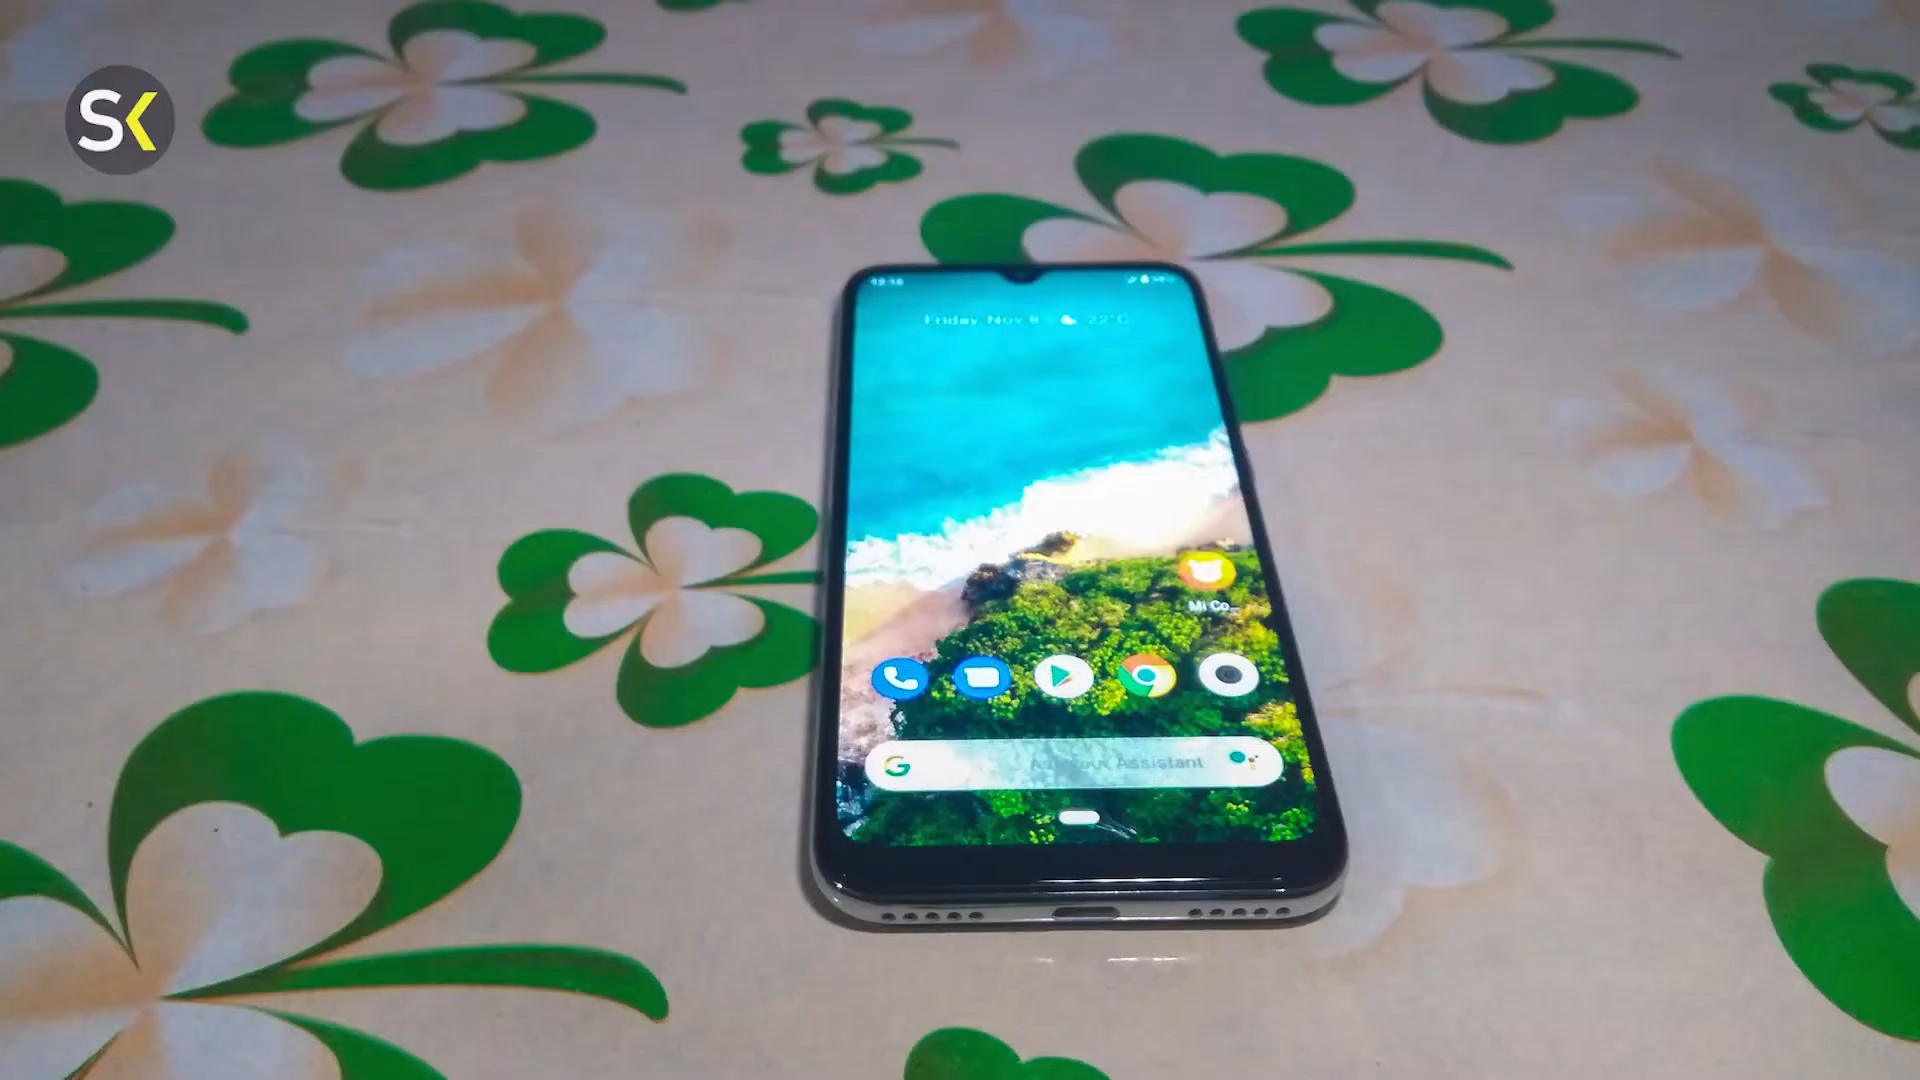 SK
Friday, Nov 8
22°C
Mi Co...
G
Assistant